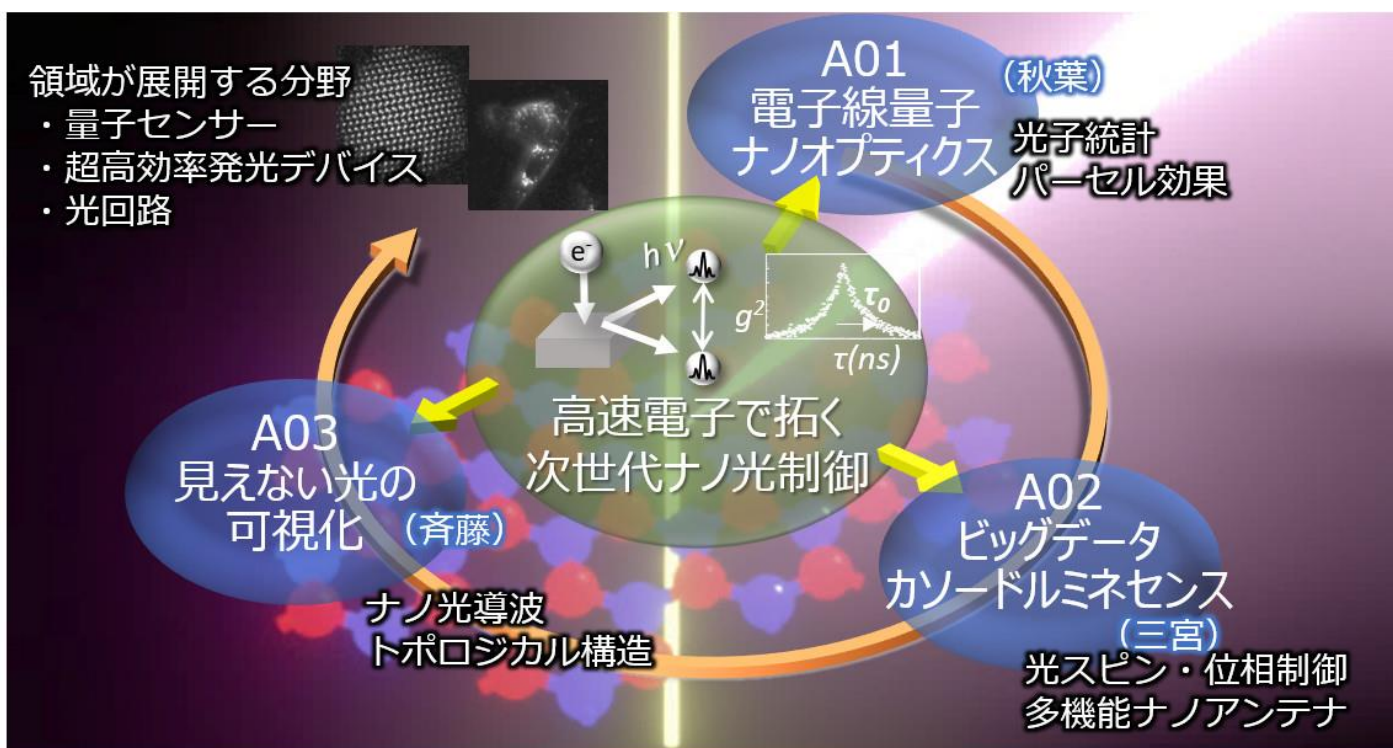 領域が展開する分野
・量子センサー
・超高効率発光デバイス
・光回路
A01
電子線量子
ナノオプティクス
(秋葉)
光子統計
パーセル効果
e-
hν
g²
τ₀
τ(ns)
高速電子で拓く
次世代ナノ光制御
A03
見えない光の
可視化
(斉藤)
ナノ光導波
トポロジカル構造
A02
ビッグデータ
カソードルミネセンス
(三宮)
光スピン・位相制御
多機能ナノアンテナ